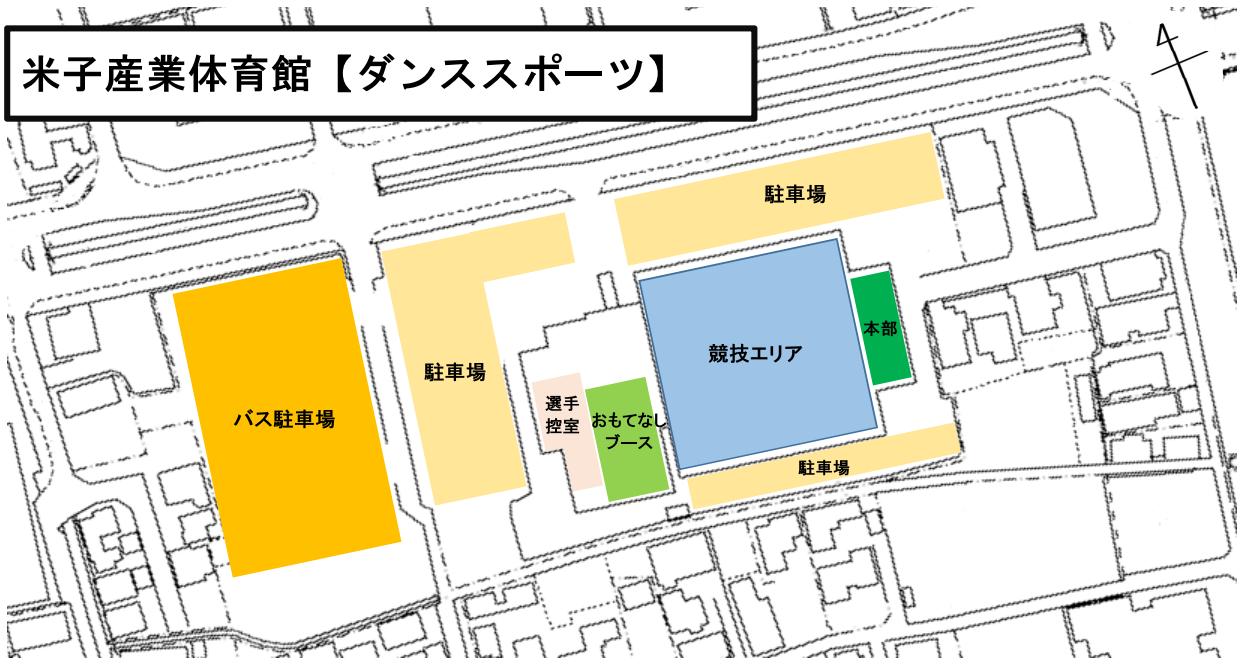 米子産業体育館【ダンススポーツ】
駐車場
本部
競技エリア
駐車場
選手
控室
おもてなし
ブース
バス駐車場
駐車場